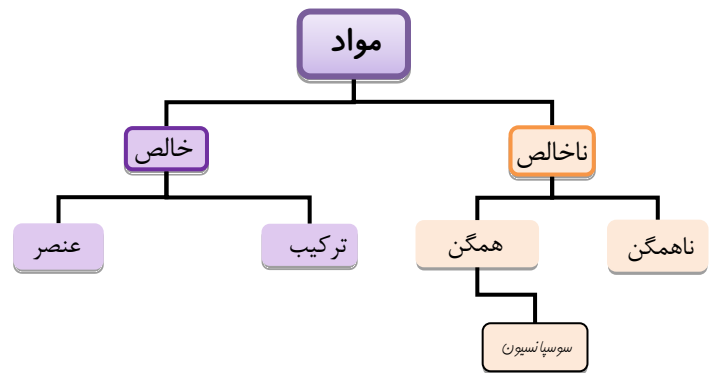 مواد
ناخالص
خالص
ناهمگن
همگن
ترکیب
عنصر
سوسپانسیون